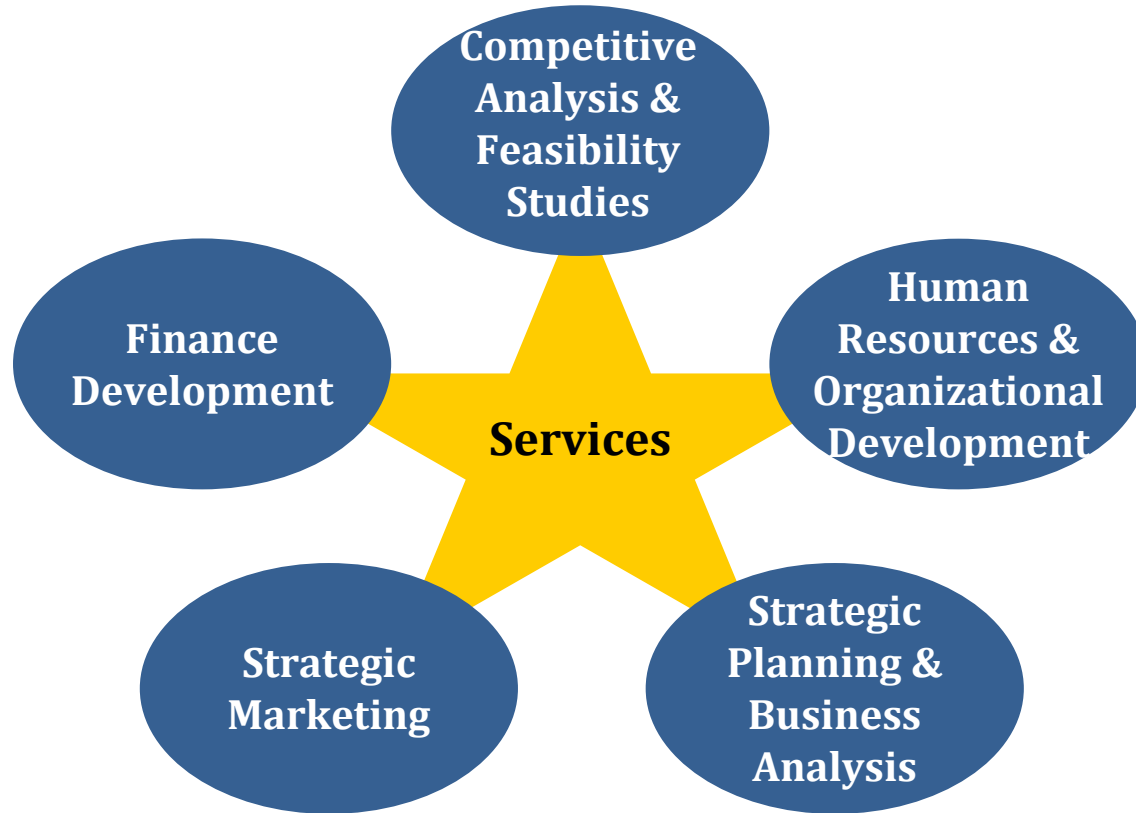 Competitive
Analysis &
Feasibility
Studies
Finance
Development
Human
Resources &
Organizational
Development
Services
Strategic
Marketing
Strategic
Planning &
Business
Analysis